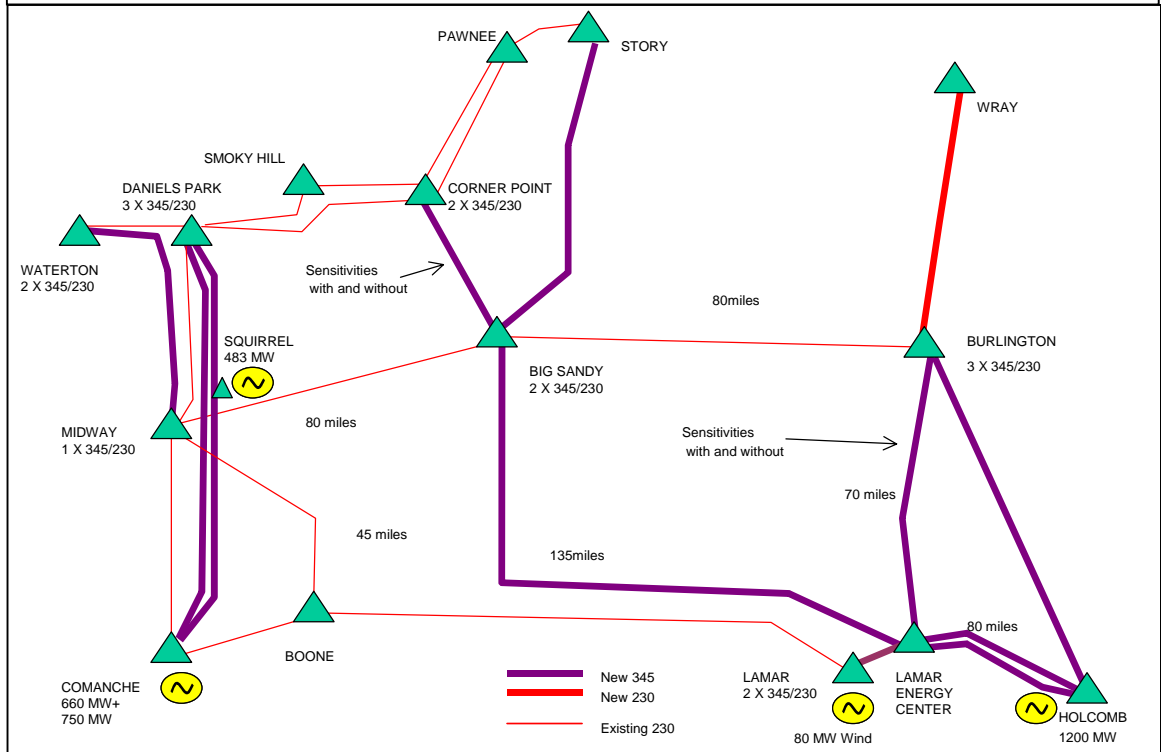 PAWNEE
STORY
WRAY
SMOKY HILL
DANIELS PARK
3 X 345/230
CORNER POINT
2 X 345/230
WATERTON
2 X 345/230
Sensitivities
with and without
80miles
SQUIRREL
483 MW
BURLINGTON
3 X 345/230
BIG SANDY
2 X 345/230
MIDWAY
1 X 345/230
80 miles
Sensitivities
with and without
70 miles
45 miles
135miles
80 miles
BOONE
COMANCHE
660 MW+
750 MW
New 345
New 230
Existing 230
LAMAR
2 X 345/230
LAMAR
ENERGY
CENTER
80 MW Wind
HOLCOMB
1200 MW